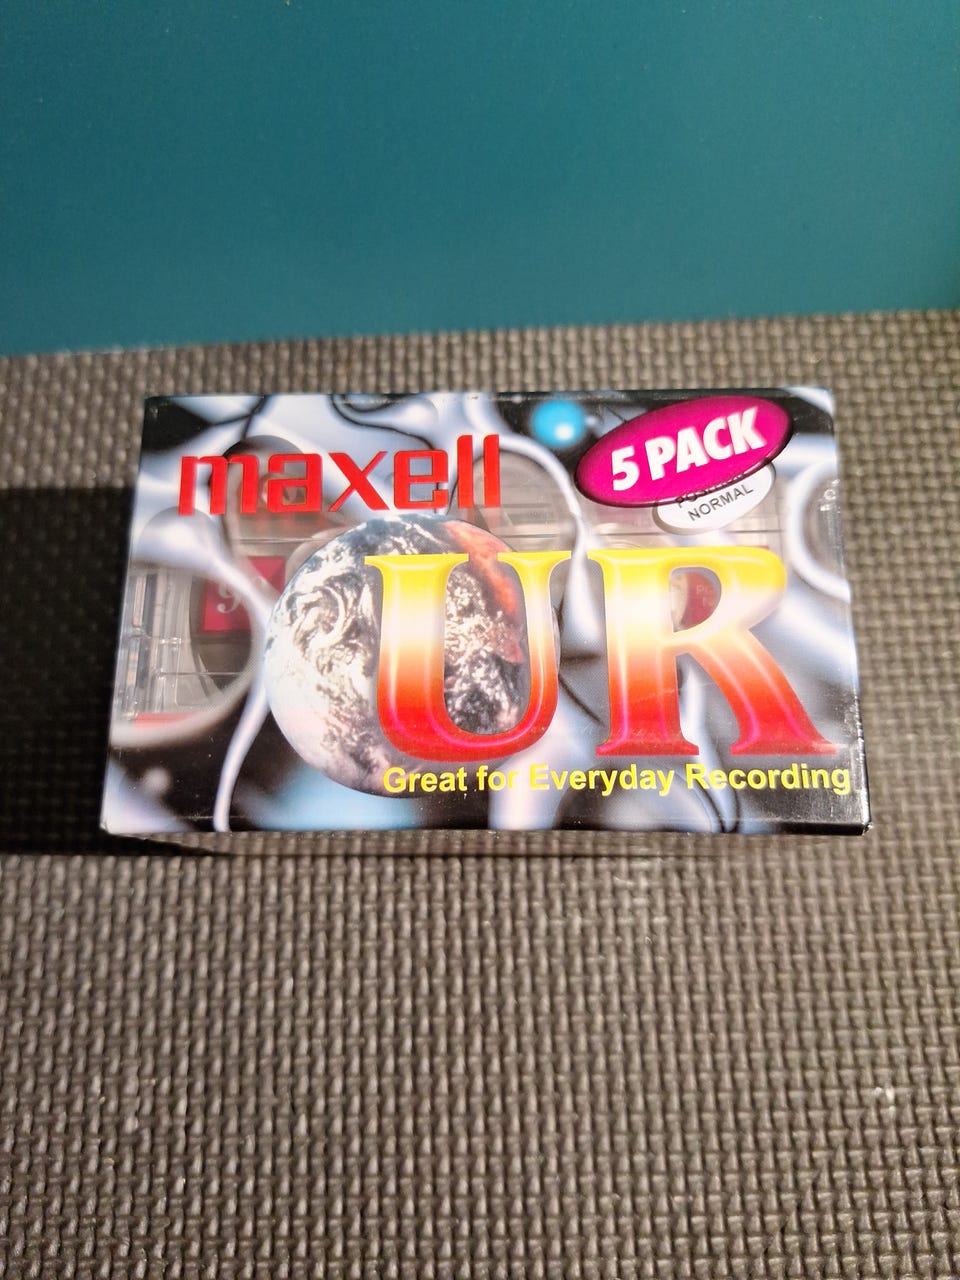 maxell
5 PACK
NORMAL
UR
Great for Everyday Recording